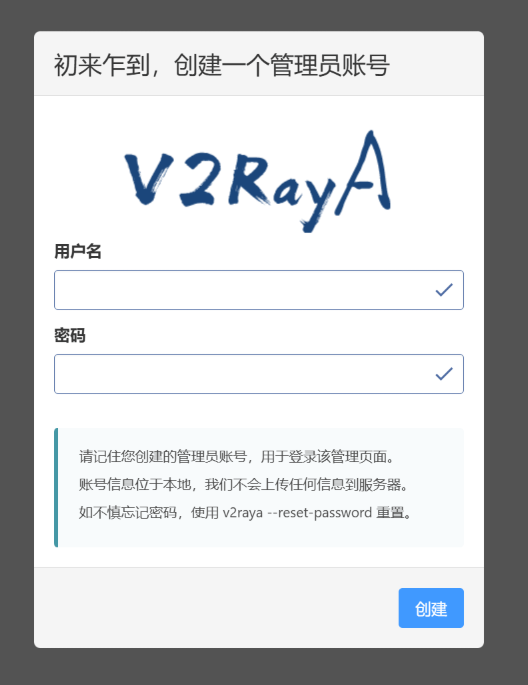 初来乍到，创建一个管理员账号
V2RayA
用户名
密码
请记住您创建的管理员账号，用于登录该管理页面。
账号信息位于本地，我们不会上传任何信息到服务器。
如不慎忘记密码，使用 v2raya --reset-password 重置。
创建